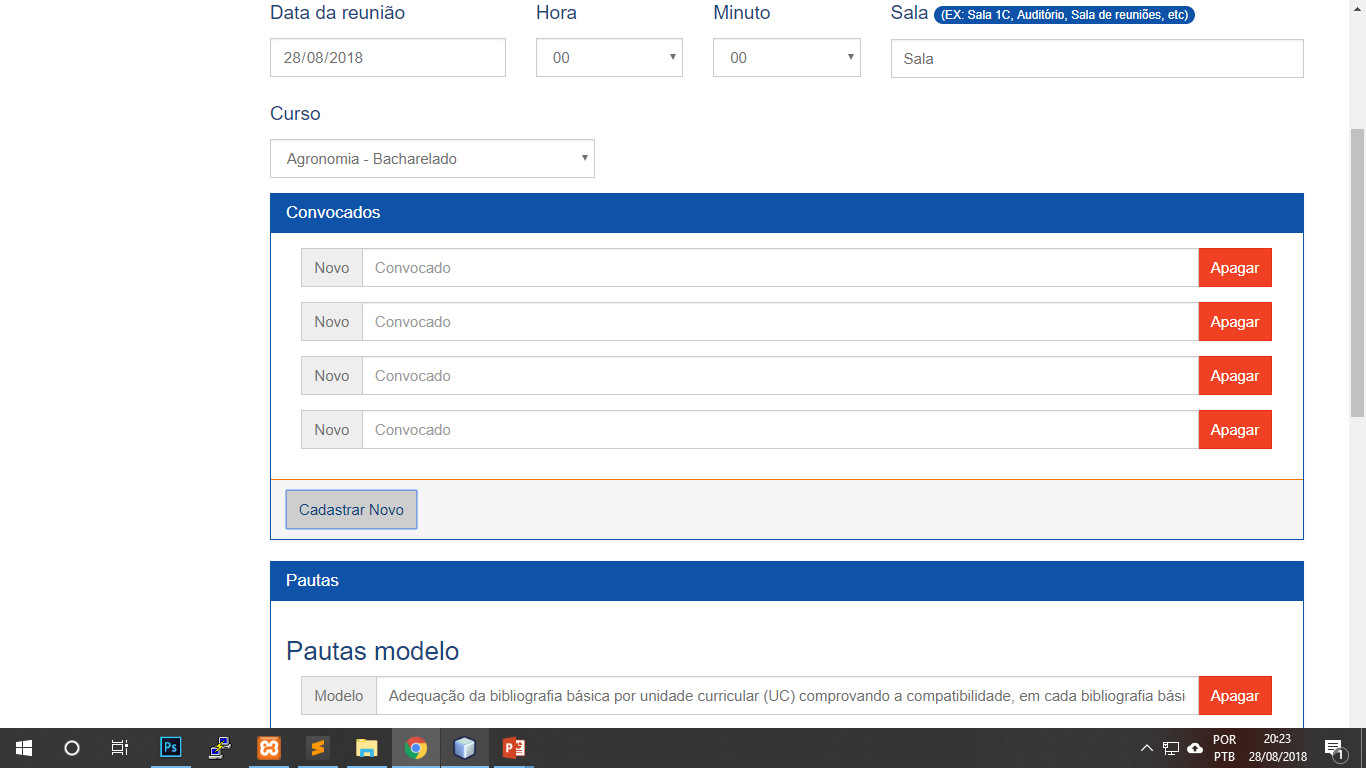 Data da reunião
Hora
Minuto
Sala (EX: Sala 1C, Auditório, Sala de reuniões, etc)
28/08/2018
00
00
Sala
Curso
Agronomia - Bacharelado
Convocados
Novo Convocado Apagar
Novo Convocado Apagar
Novo Convocado Apagar
Novo Convocado Apagar
Cadastrar Novo
Pautas
Pautas modelo
Modelo Adequação da bibliografia básica por unidade curricular (UC) comprovando a compatibilidade, em cada bibliografia bási Apagar
Ps
POR 20:23
PTB 28/08/2018
1